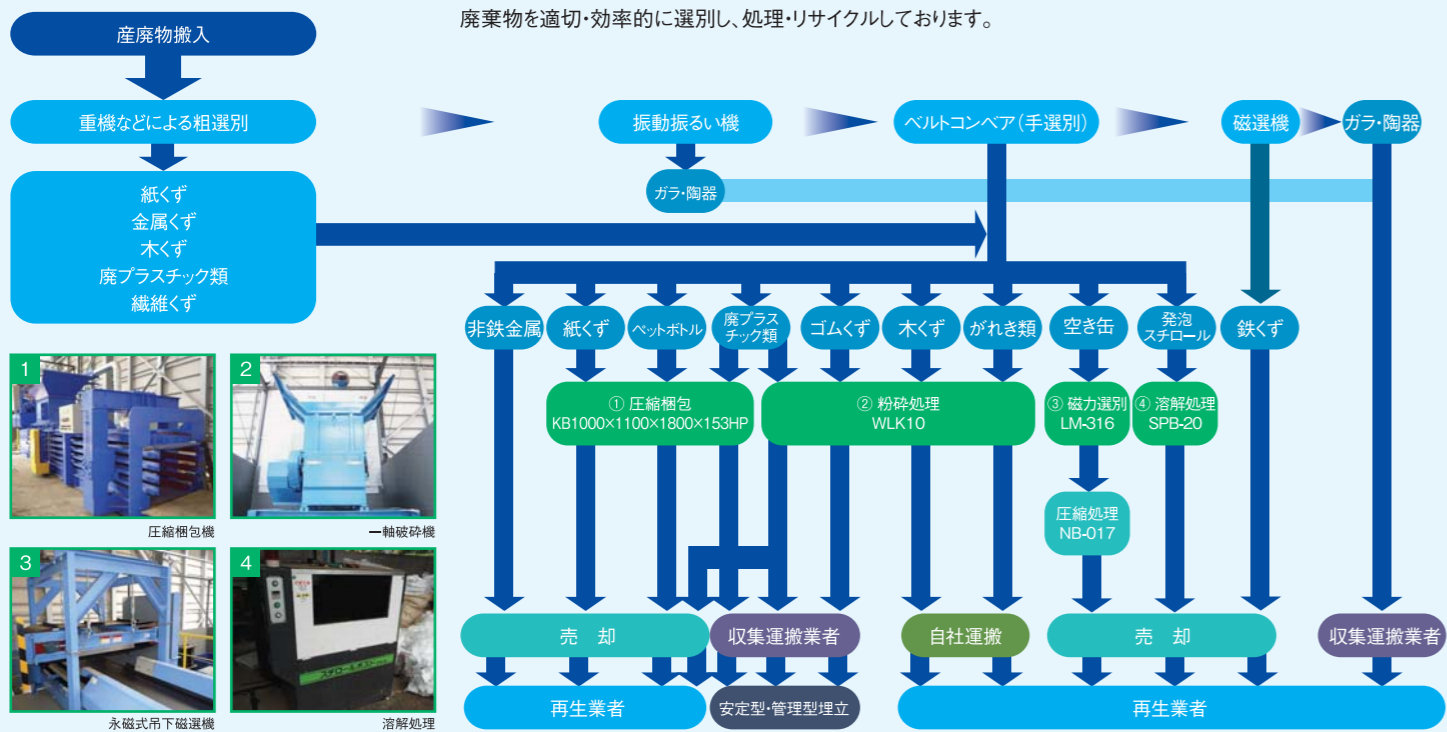 廃棄物を適切・効率的に選別し、処理・リサイクルしております。
産廃物搬入
重機などによる粗選別
振動振るい機
ベルトコンベア(手選別)
磁選機
ガラ・陶器
ガラ・陶器
紙くず
金属くず
木くず
廃プラスチック類
繊維くず
非鉄金属
紙くず
ペットボトル
廃プラス
チック類
ゴムくず
木くず
がれき類
空き缶
発泡
スチロール
鉄くず
① 圧縮梱包
KB1000×1100×1800×153HP
② 粉砕処理
WLK10
③ 磁力選別
LM-316
④ 溶解処理
SPB-20
圧縮処理
NB-017
1
圧縮梱包機
2
一軸破砕機
3
永磁式吊下磁選機
4
スチロールポスト
溶解処理
売 却
収集運搬業者
自社運搬
売 却
収集運搬業者
再生業者
安定型・管理型埋立
再生業者